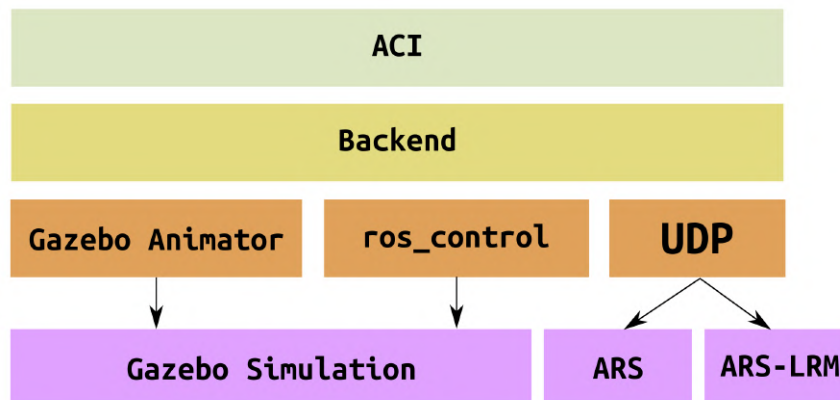 ACI
Backend
Gazebo Animator
ros_control
UDP
Gazebo Simulation
ARS
ARS-LRM